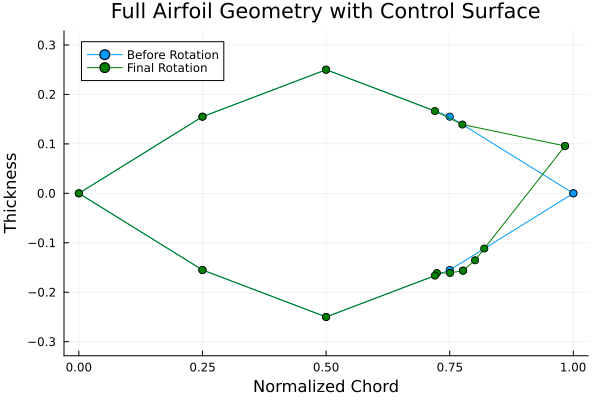 Full Airfoil Geometry with Control Surface
Before Rotation
Final Rotation
Thickness
0.3
0.2
0.1
0.0
−0.1
−0.2
−0.3
0.00 0.25 0.50 0.75 1.00
Normalized Chord